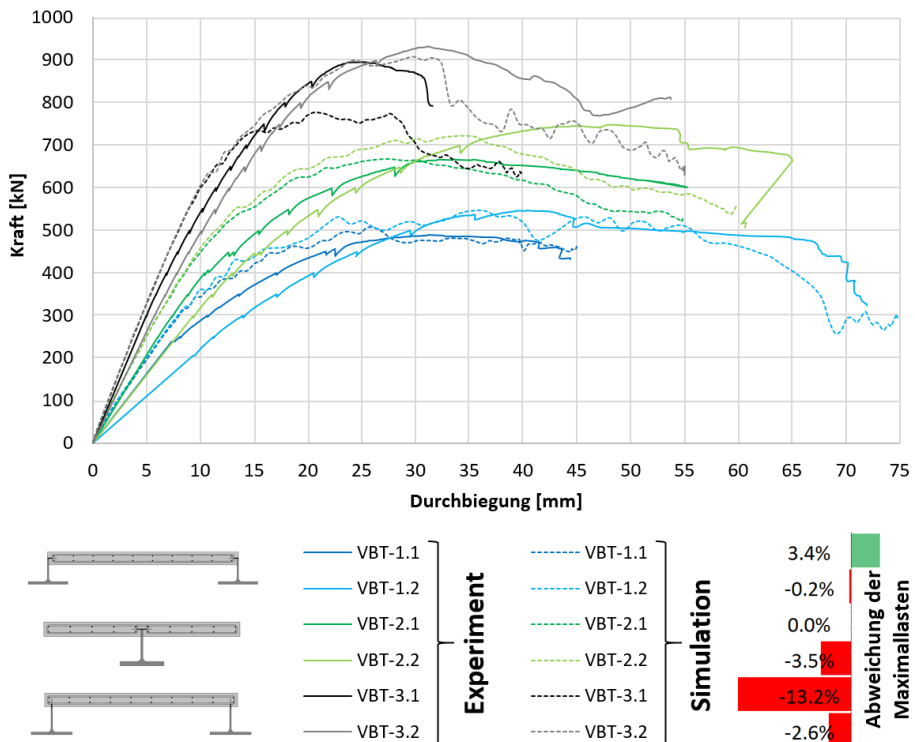 1000
900
800
700
600
500
400
300
200
100
0
Kraft [kN]
0 5 10 15 20 25 30 35 40 45 50 55 60 65 70 75
Durchbiegung [mm]
VBT-1.1 VBT-1.1 3.4%
VBT-1.2 VBT-1.2 -0.2%
VBT-2.1 VBT-2.1 0.0%
VBT-2.2 VBT-2.2 -3.5%
VBT-3.1 VBT-3.1 -13.2%
VBT-3.2 VBT-3.2 -2.6%
Experiment
Simulation
Abweichung der
Maximallasten